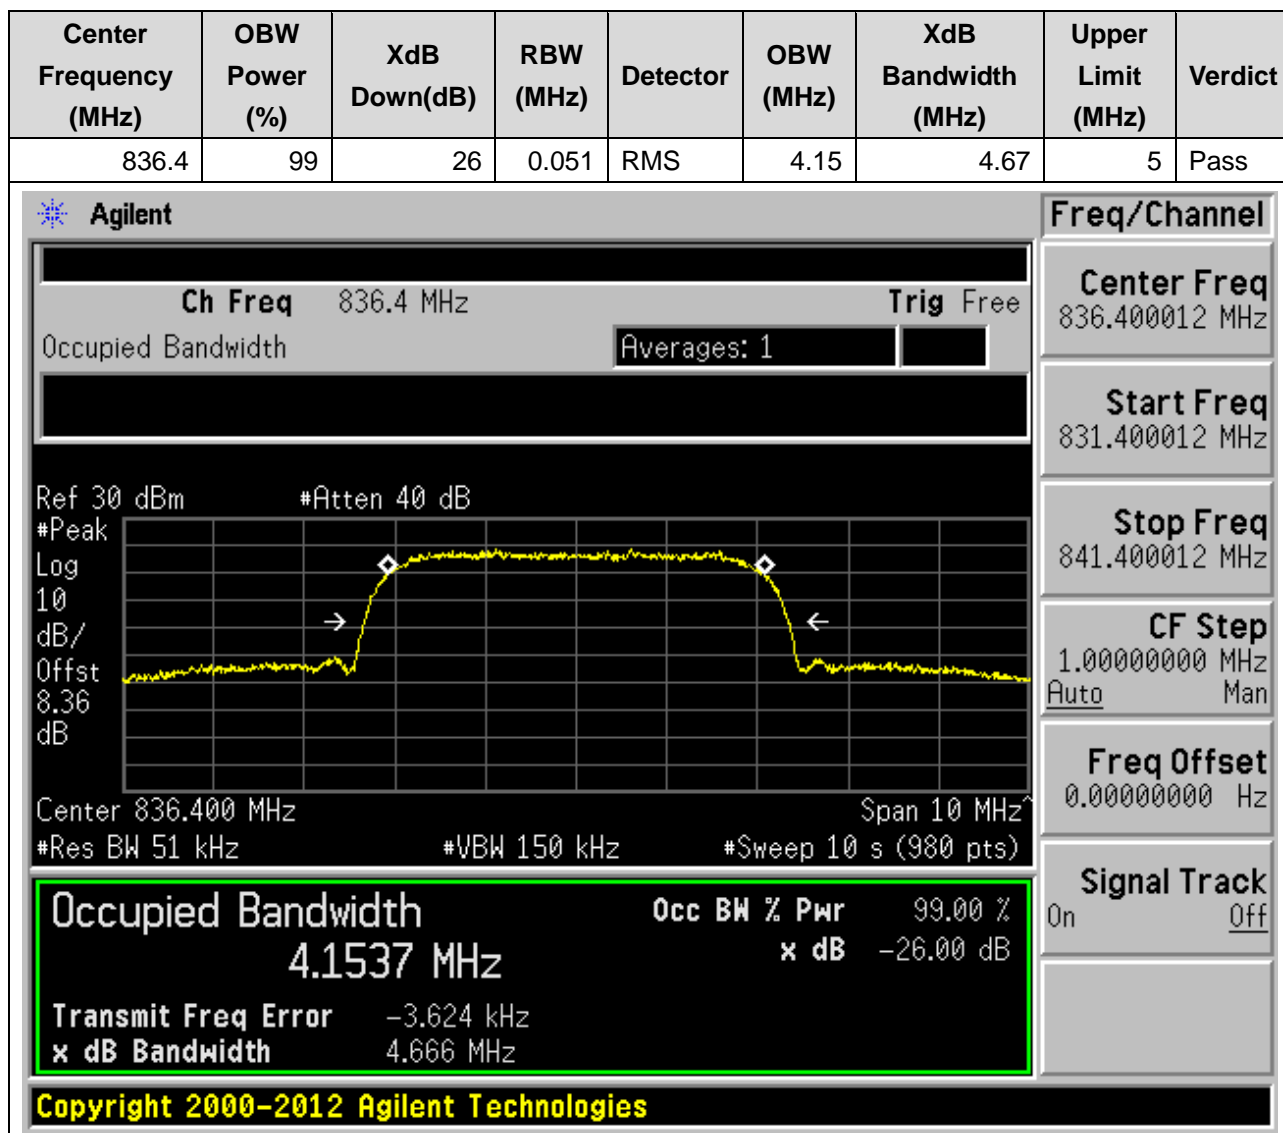 Center Frequency (MHz) OBW Power (%) XdB Down(dB) RBW (MHz) Detector OBW (MHz) XdB Bandwidth (MHz) Upper Limit (MHz) Verdict
836.4 99 26 0.051 RMS 4.15 4.67 5 Pass
Agilent
Freq/Channel
Ch Freq 836.4 MHz Trig Free
Occupied Bandwidth Averages: 1
Center Freq
836.400012 MHz
Start Freq
831.400012 MHz
Stop Freq
841.400012 MHz
CF Step
1.00000000 MHz
Auto Man
Freq Offset
0.00000000 Hz
Signal Track
On Off
Ref 30 dBm #Atten 40 dB
#Peak
Log
10
dB/
Offst
8.36
dB
Center 836.400 MHz Span 10 MHz^
#Res BW 51 kHz #VBW 150 kHz #Sweep 10 s (980 pts)
Occupied Bandwidth Occ BW % Pwr 99.00 %
4.1537 MHz x dB -26.00 dB
Transmit Freq Error -3.624 kHz
x dB Bandwidth 4.666 MHz
Copyright 2000-2012 Agilent Technologies